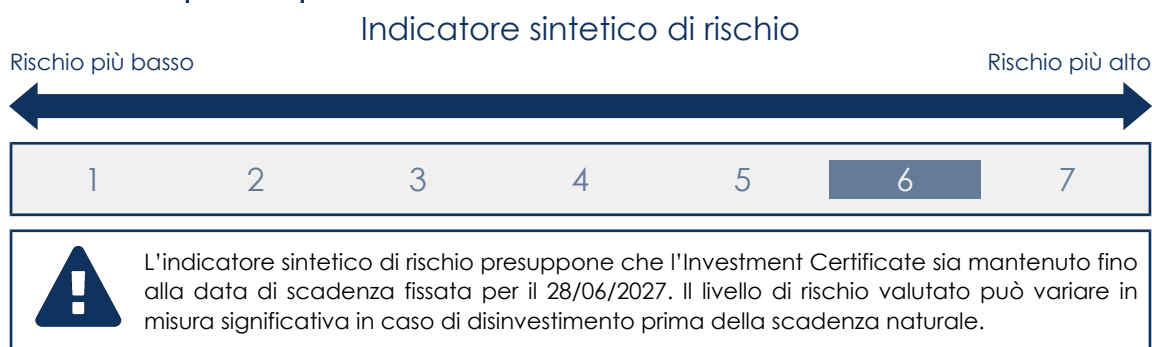 Indicatore sintetico di rischio
Rischio più basso
Rischio più alto
1 2 3 4 5 6 7
L'indicatore sintetico di rischio presuppone che l'Investment Certificate sia mantenuto fino
alla data di scadenza fissata per il 28/06/2027. Il livello di rischio valutato può variare in
misura significativa in caso di disinvestimento prima della scadenza naturale.